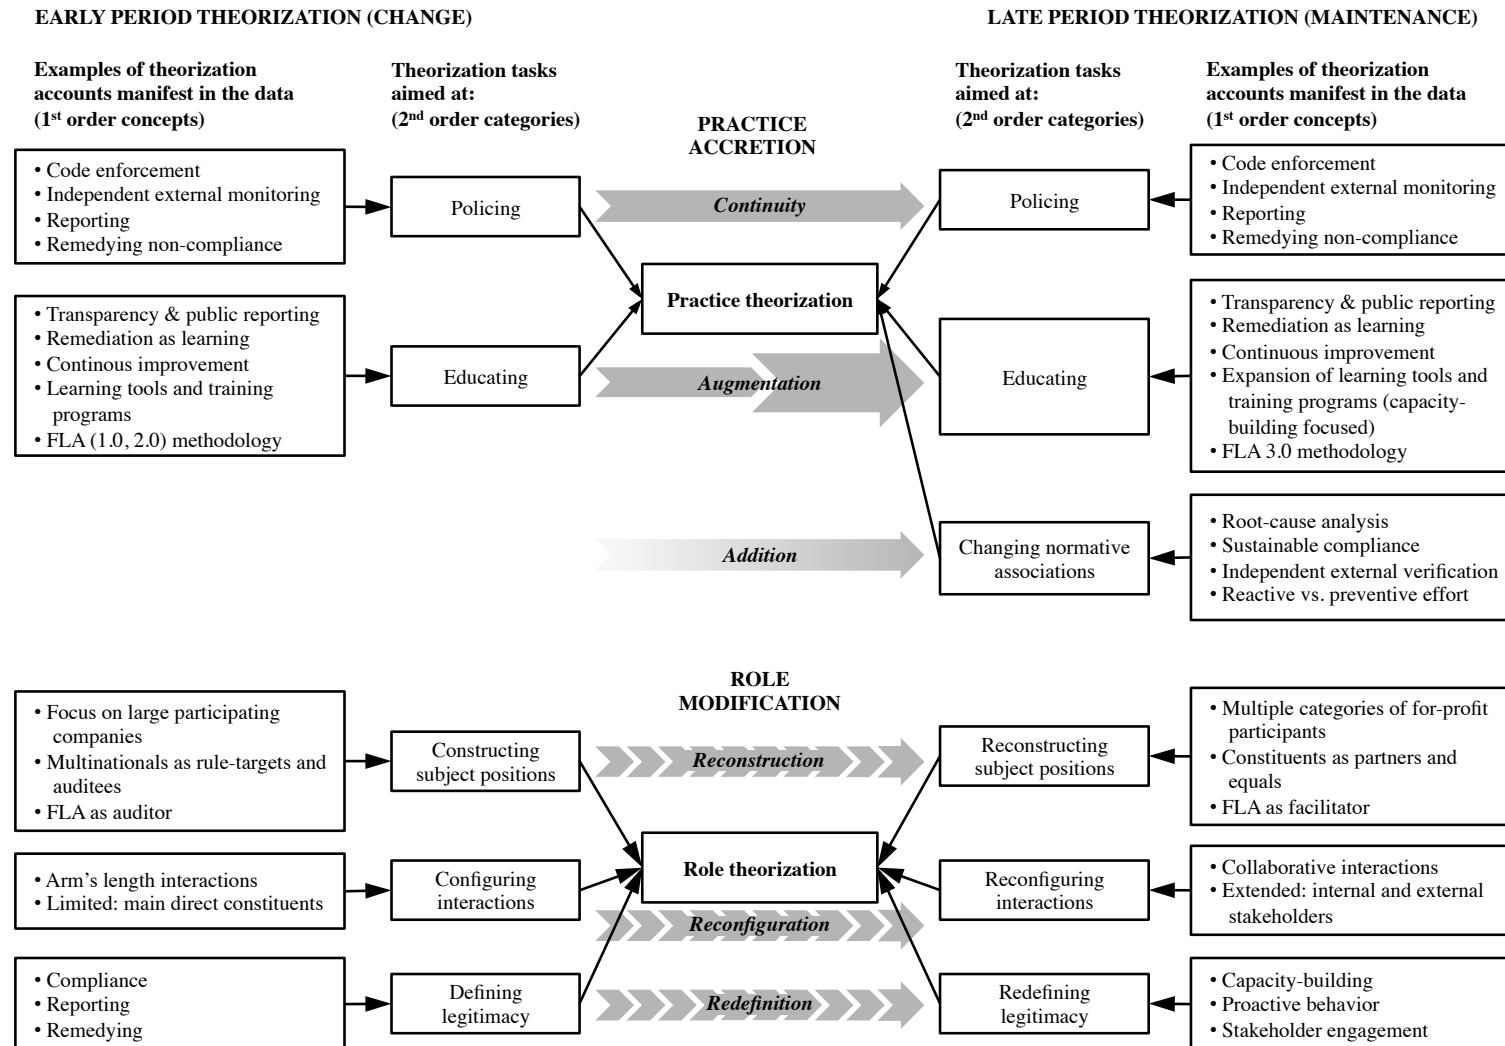 EARLY PERIOD THEORIZATION (CHANGE)
LATE PERIOD THEORIZATION (MAINTENANCE)
Examples of theorization
accounts manifest in the data
(1st order concepts)
Theorization tasks
aimed at:
(2nd order categories)
PRACTICE
ACCRETION
Theorization tasks
aimed at:
(2nd order categories)
Examples of theorization
accounts manifest in the data
(1st order concepts)
• Code enforcement
• Independent external monitoring
• Reporting
• Remedying non-compliance
Policing
Continuity
Policing
• Code enforcement
• Independent external monitoring
• Reporting
• Remedying non-compliance
Practice theorization
• Transparency & public reporting
• Remediation as learning
• Continous improvement
• Learning tools and training
programs
• FLA (1.0, 2.0) methodology
Educating
Augmentation
Educating
• Transparency & public reporting
• Remediation as learning
• Continuous improvement
• Expansion of learning tools and
training programs (capacity-
building focused)
• FLA 3.0 methodology
Addition
Changing normative
associations
• Root-cause analysis
• Sustainable compliance
• Independent external verification
• Reactive vs. preventive effort
ROLE
MODIFICATION
• Focus on large participating
companies
• Multinationals as rule-targets and
auditees
• FLA as auditor
Constructing
subject positions
Reconstruction
Reconstructing
subject positions
• Multiple categories of for-profit
participants
• Constituents as partners and
equals
• FLA as facilitator
Role theorization
• Arm's length interactions
• Limited: main direct constituents
Configuring
interactions
Reconfiguration
Reconfiguring
interactions
• Collaborative interactions
• Extended: internal and external
stakeholders
• Compliance
• Reporting
• Remedying
Defining
legitimacy
Redefinition
Redefining
legitimacy
• Capacity-building
• Proactive behavior
• Stakeholder engagement